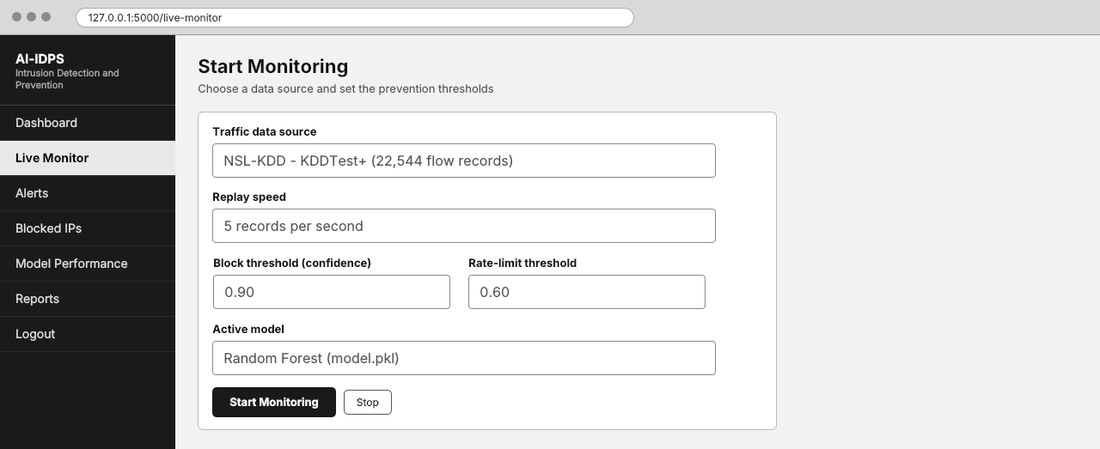 127.0.0.1:5000/live-monitor
AI-IDPS
Intrusion Detection and
Prevention
Dashboard
Live Monitor
Alerts
Blocked IPs
Model Performance
Reports
Logout
Start Monitoring
Choose a data source and set the prevention thresholds
Traffic data source
NSL-KDD - KDDTest+ (22,544 flow records)
Replay speed
5 records per second
Block threshold (confidence)
Rate-limit threshold
0.90
0.60
Active model
Random Forest (model.pkl)
Start Monitoring
Stop